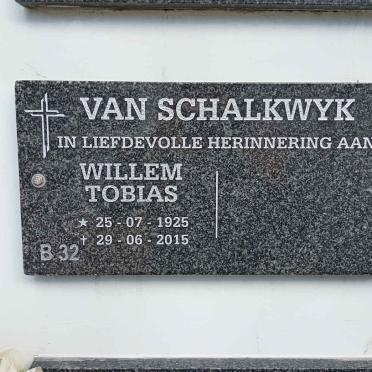 VAN SCHALKWYK
IN LIEFDEVOLLE HERINNERING AAN
WILLEM
TOBIAS
★ 25 - 07 - 1925
✝ 29 - 06 - 2015
B 32